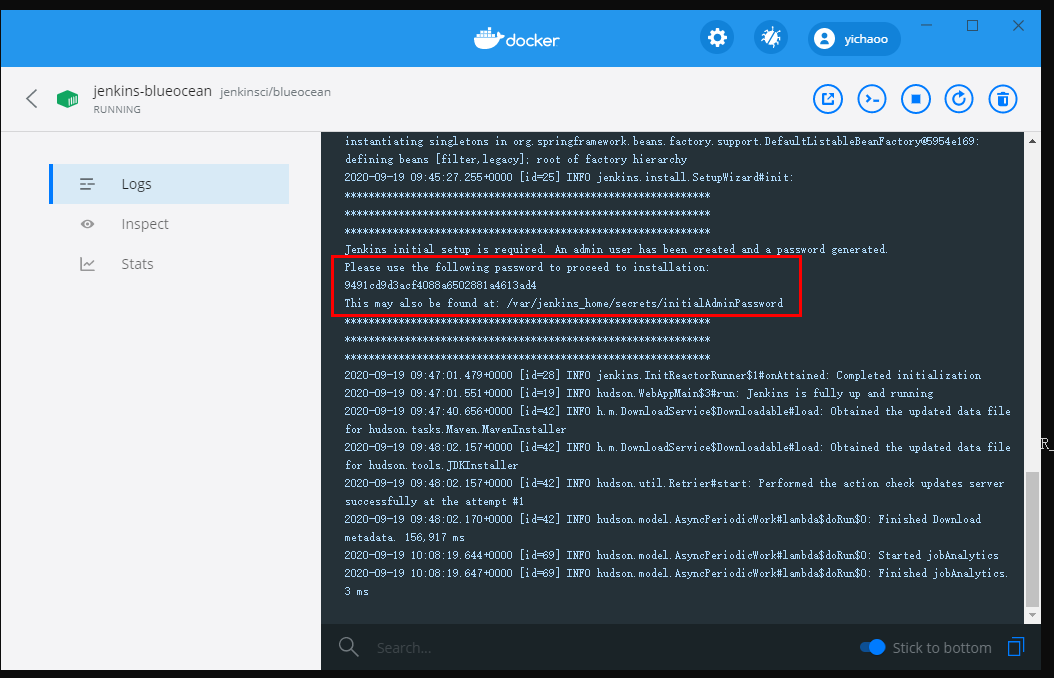 docker
yichaoo
jenkins-blueocean jenkinsci/blueocean
RUNNING
Logs
Inspect
Stats
instantiating singletons in org.springframework.beans.factory.support.DefaultListableBeanFactory@5954e169:
defining beans [filter,legacy]; root of factory hierarchy
2020-09-19 09:45:27.255+0000 [id=25] INFO jenkins.install.SetupWizard#init:
*************************************************************
*************************************************************
*************************************************************
Jenkins initial setup is required. An admin user has been created and a password generated.
Please use the following password to proceed to installation:
9491cd9d3acf4088a6502881a4613ad4
This may also be found at: /var/jenkins_home/secrets/initialAdminPassword
*************************************************************
*************************************************************
*************************************************************
2020-09-19 09:47:01.479+0000 [id=28] INFO jenkins.InitReactorRunner$1#onAttained: Completed initialization
2020-09-19 09:47:01.551+0000 [id=19] INFO hudson.WebAppMain$3#run: Jenkins is fully up and running
2020-09-19 09:47:40.656+0000 [id=42] INFO h.m.DownloadService$Downloadable#load: Obtained the updated data file
for hudson.tasks.Maven.MavenInstaller
2020-09-19 09:48:02.157+0000 [id=42] INFO h.m.DownloadService$Downloadable#load: Obtained the updated data file
for hudson.tools.JDKInstaller
2020-09-19 09:48:02.157+0000 [id=42] INFO hudson.util.Retrier#start: Performed the action check updates server
successfully at the attempt #1
2020-09-19 09:48:02.170+0000 [id=42] INFO hudson.model.AsyncPeriodicWork#lambda$doRun$0: Finished Download
metadata. 156,917 ms
2020-09-19 10:08:19.644+0000 [id=69] INFO hudson.model.AsyncPeriodicWork#lambda$doRun$0: Started jobAnalytics
2020-09-19 10:08:19.647+0000 [id=69] INFO hudson.model.AsyncPeriodicWork#lambda$doRun$0: Finished jobAnalytics.
3 ms
R_
Search...
Stick to bottom